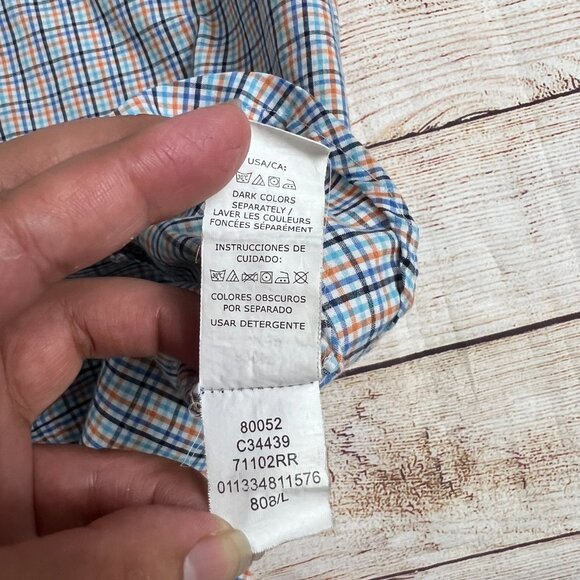 USA/CA:
DARK COLORS
SEPARATELY /
LAVER LES COULEURS
FONCÉES SÉPARÉMENT
INSTRUCCIONES DE
CUIDADO:
COLORES OBSCUROS
POR SEPARADO
USAR DETERGENTE
80052
C34439
71102RR
011334811576
808/L